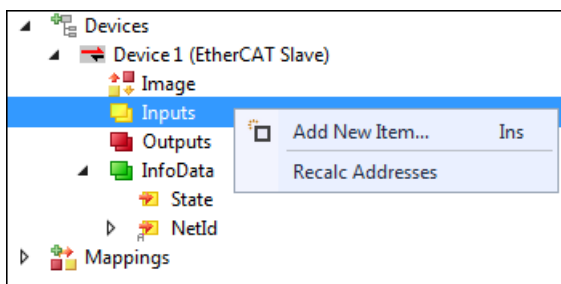 Devices
Device 1 (EtherCAT Slave)
Image
Inputs
Add New Item... Ins
Outputs
InfoData
Recalc Addresses
State
NetId
Mappings